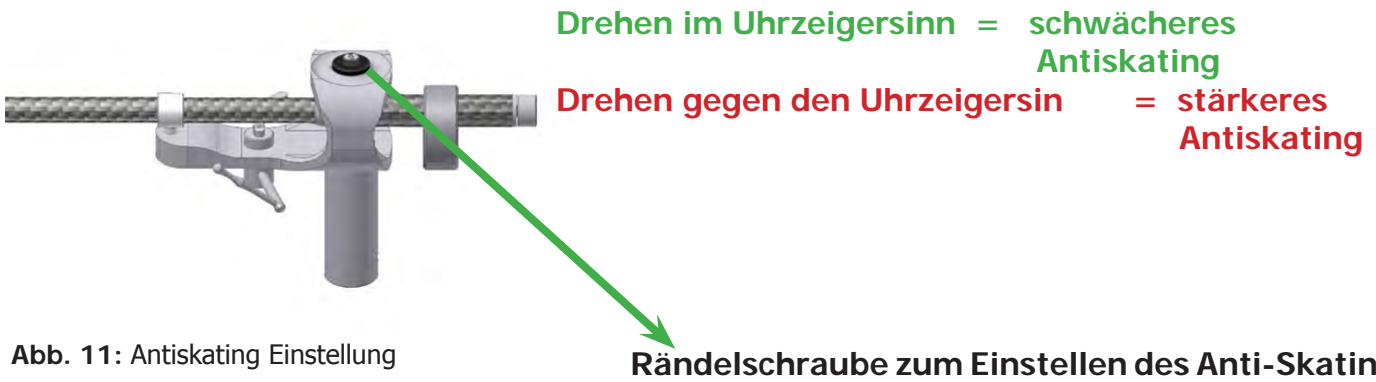 Drehen im Uhrzeigersinn = schwächeres
Antiskating
Drehen gegen den Uhrzeigersin = stärkeres
Antiskating
Abb. 11: Antiskating Einstellung
Rändelschraube zum Einstellen des Anti-Skatin